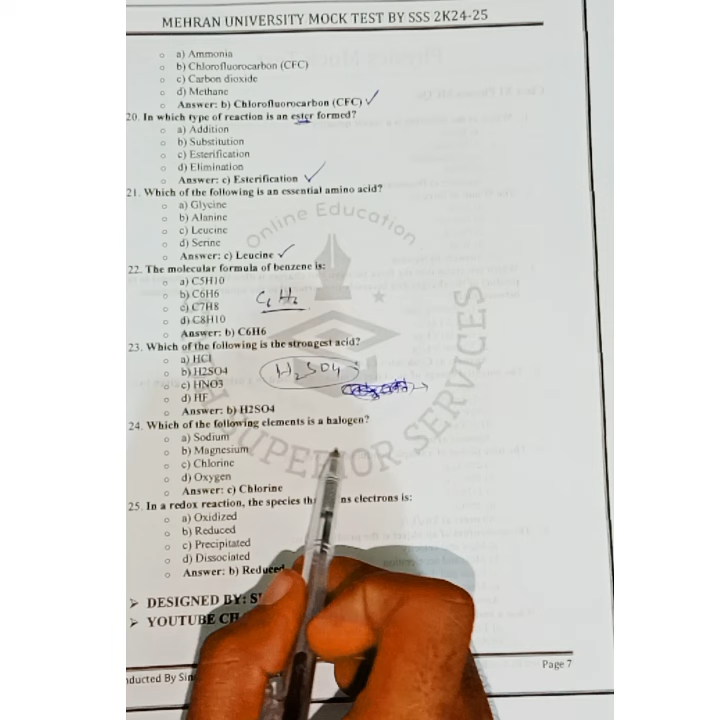 MEHRAN UNIVERSITY MOCK TEST BY SSS 2K24-25
a) Ammonia
b) Chlorofluorocarbon (CFC)
c) Carbon dioxide
d) Methane
Answer: b) Chlorofluorocarbon (CFC)
20. In which type of reaction is an ester formed?
a) Addition
b) Substitution
c) Esterification
d) Elimination
Answer: c) Esterification
21. Which of the following is an essential amino acid?
a) Glycine
b) Alanine
c) Leucine
d) Serine
Answer: c) Leucine
22. The molecular formula of benzene is:
a) C5H10
b) C6H6
c) C7H8
d) C8H10
Answer: b) C6H6
23. Which of the following is the strongest acid?
a) HCl
b) H2SO4
H2SO4
c) HNO3
d) HF
Answer: b) H2SO4
24. Which of the following elements is a halogen?
a) Sodium
b) Magnesium
c) Chlorine
d) Oxygen
Answer: c) Chlorine
25. In a redox reaction, the species electrons is:
a) Oxidized
b) Reduced
c) Precipitated
d) Dissociated
Answer: b) Reduced
DESIGNED BY:
YOUTUBE
By
Page 7
Online Education
SUPERIOR SERVICES